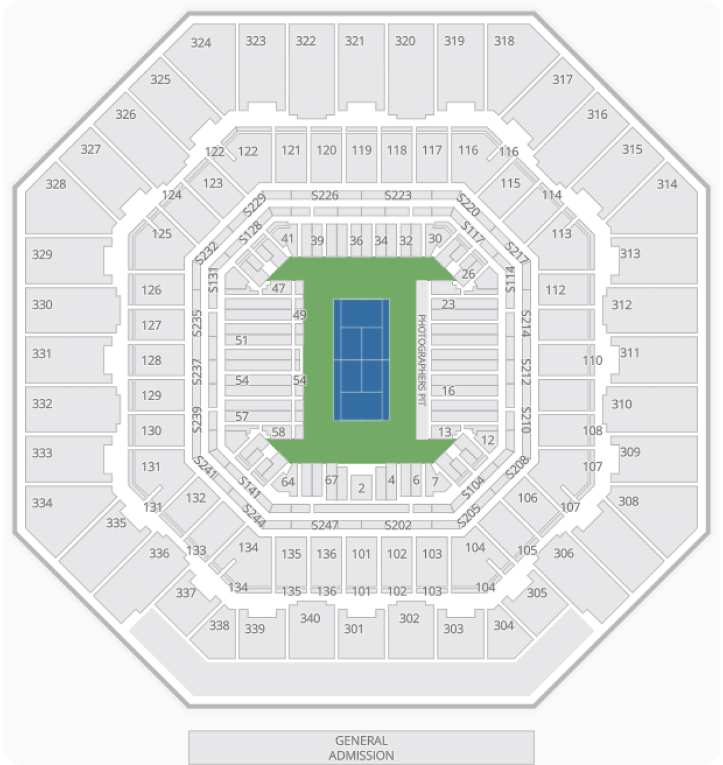 324 323 322 321 320 319 318
325 317
326 316
327 315
328 314
122 122 121 120 119 118 117 116 116
124 123 115 114
125 113
S229 S226 S223 S220
S232 S128 S117 S217
41 39 36 34 32 30
329 313
S131 26 S114
126 47 112
330 23 312
49
127 S235 S214
PHOTOGRAPHERS PIT
51
331 128 110 311
S237 S212
54 54
129 16
332 310
57
S239 S210
130 58 13 12 108
333 309
131 S241 107
S208
64 67 2 4 6 7
S141 S104
334 132 106 308
131 S244 S205 107
335 S247 S202
336 133 134 135 136 101 102 103 104 105 306
337 134 135 136 101 102 103 104 305
338 339 340 301 302 303 304
GENERAL
ADMISSION